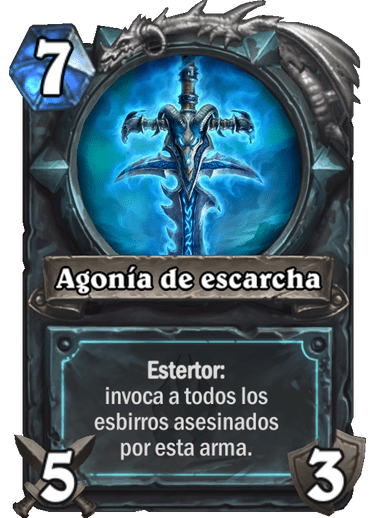 7
Agonía de escarcha
Estertor:
invoca a todos los
esbirros asesinados
por esta arma.
5
3